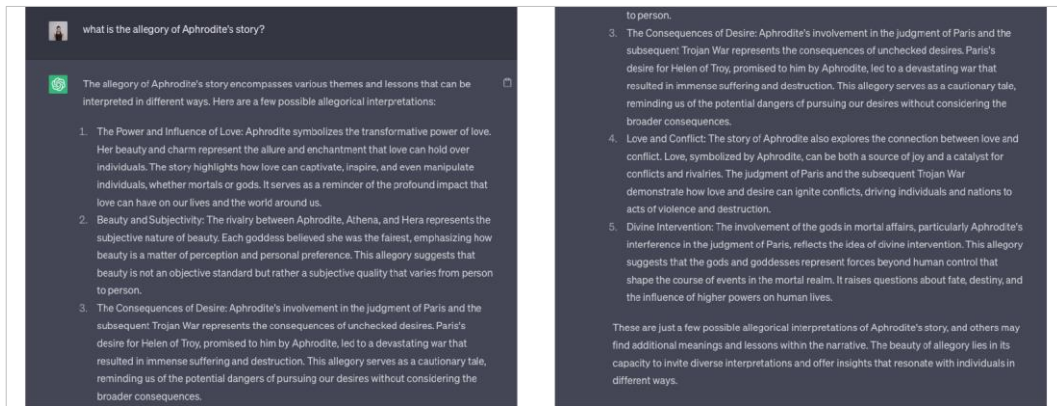 what is the allegory of Aphrodite's story?
The allegory of Aphrodite's story encompasses various themes and lessons that can be
interpreted in different ways. Here are a few possible allegorical interpretations:
1. The Power and Influence of Love: Aphrodite symbolizes the transformative power of love.
Her beauty and charm represent the allure and enchantment that love can hold over
individuals. The story highlights how love can captivate, inspire, and even manipulate
individuals, whether mortals or gods. It serves as a reminder of the profound impact that
love can have on our lives and the world around us.
2. Beauty and Subjectivity: The rivalry between Aphrodite, Athena, and Hera represents the
subjective nature of beauty. Each goddess believed she was the fairest, emphasizing how
beauty is a matter of perception and personal preference. This allegory suggests that
beauty is not an objective standard but rather a subjective quality that varies from person
to person.
3. The Consequences of Desire: Aphrodite's involvement in the judgment of Paris and the
subsequent Trojan War represents the consequences of unchecked desires. Paris's
desire for Helen of Troy, promised to him by Aphrodite, led to a devastating war that
resulted in immense suffering and destruction. This allegory serves as a cautionary tale,
reminding us of the potential dangers of pursuing our desires without considering the
broader consequences.
to person.
3. The Consequences of Desire: Aphrodite's involvement in the judgment of Paris and the
subsequent Trojan War represents the consequences of unchecked desires. Paris's
desire for Helen of Troy, promised to him by Aphrodite, led to a devastating war that
resulted in immense suffering and destruction. This allegory serves as a cautionary tale,
reminding us of the potential dangers of pursuing our desires without considering the
broader consequences.
4. Love and Conflict: The story of Aphrodite also explores the connection between love and
conflict. Love, symbolized by Aphrodite, can be both a source of joy and a catalyst for
conflicts and rivalries. The judgment of Paris and the subsequent Trojan War
demonstrate how love and desire can ignite conflicts, driving individuals and nations to
acts of violence and destruction.
5. Divine Intervention: The involvement of the gods in mortal affairs, particularly Aphrodite's
interference in the judgment of Paris, reflects the idea of divine intervention. This allegory
suggests that the gods and goddesses represent forces beyond human control that
shape the course of events in the mortal realm. It raises questions about fate, destiny, and
the influence of higher powers on human lives.
These are just a few possible allegorical interpretations of Aphrodite's story, and others may
find additional meanings and lessons within the narrative. The beauty of allegory lies in its
capacity to invite diverse interpretations and offer insights that resonate with individuals in
different ways.